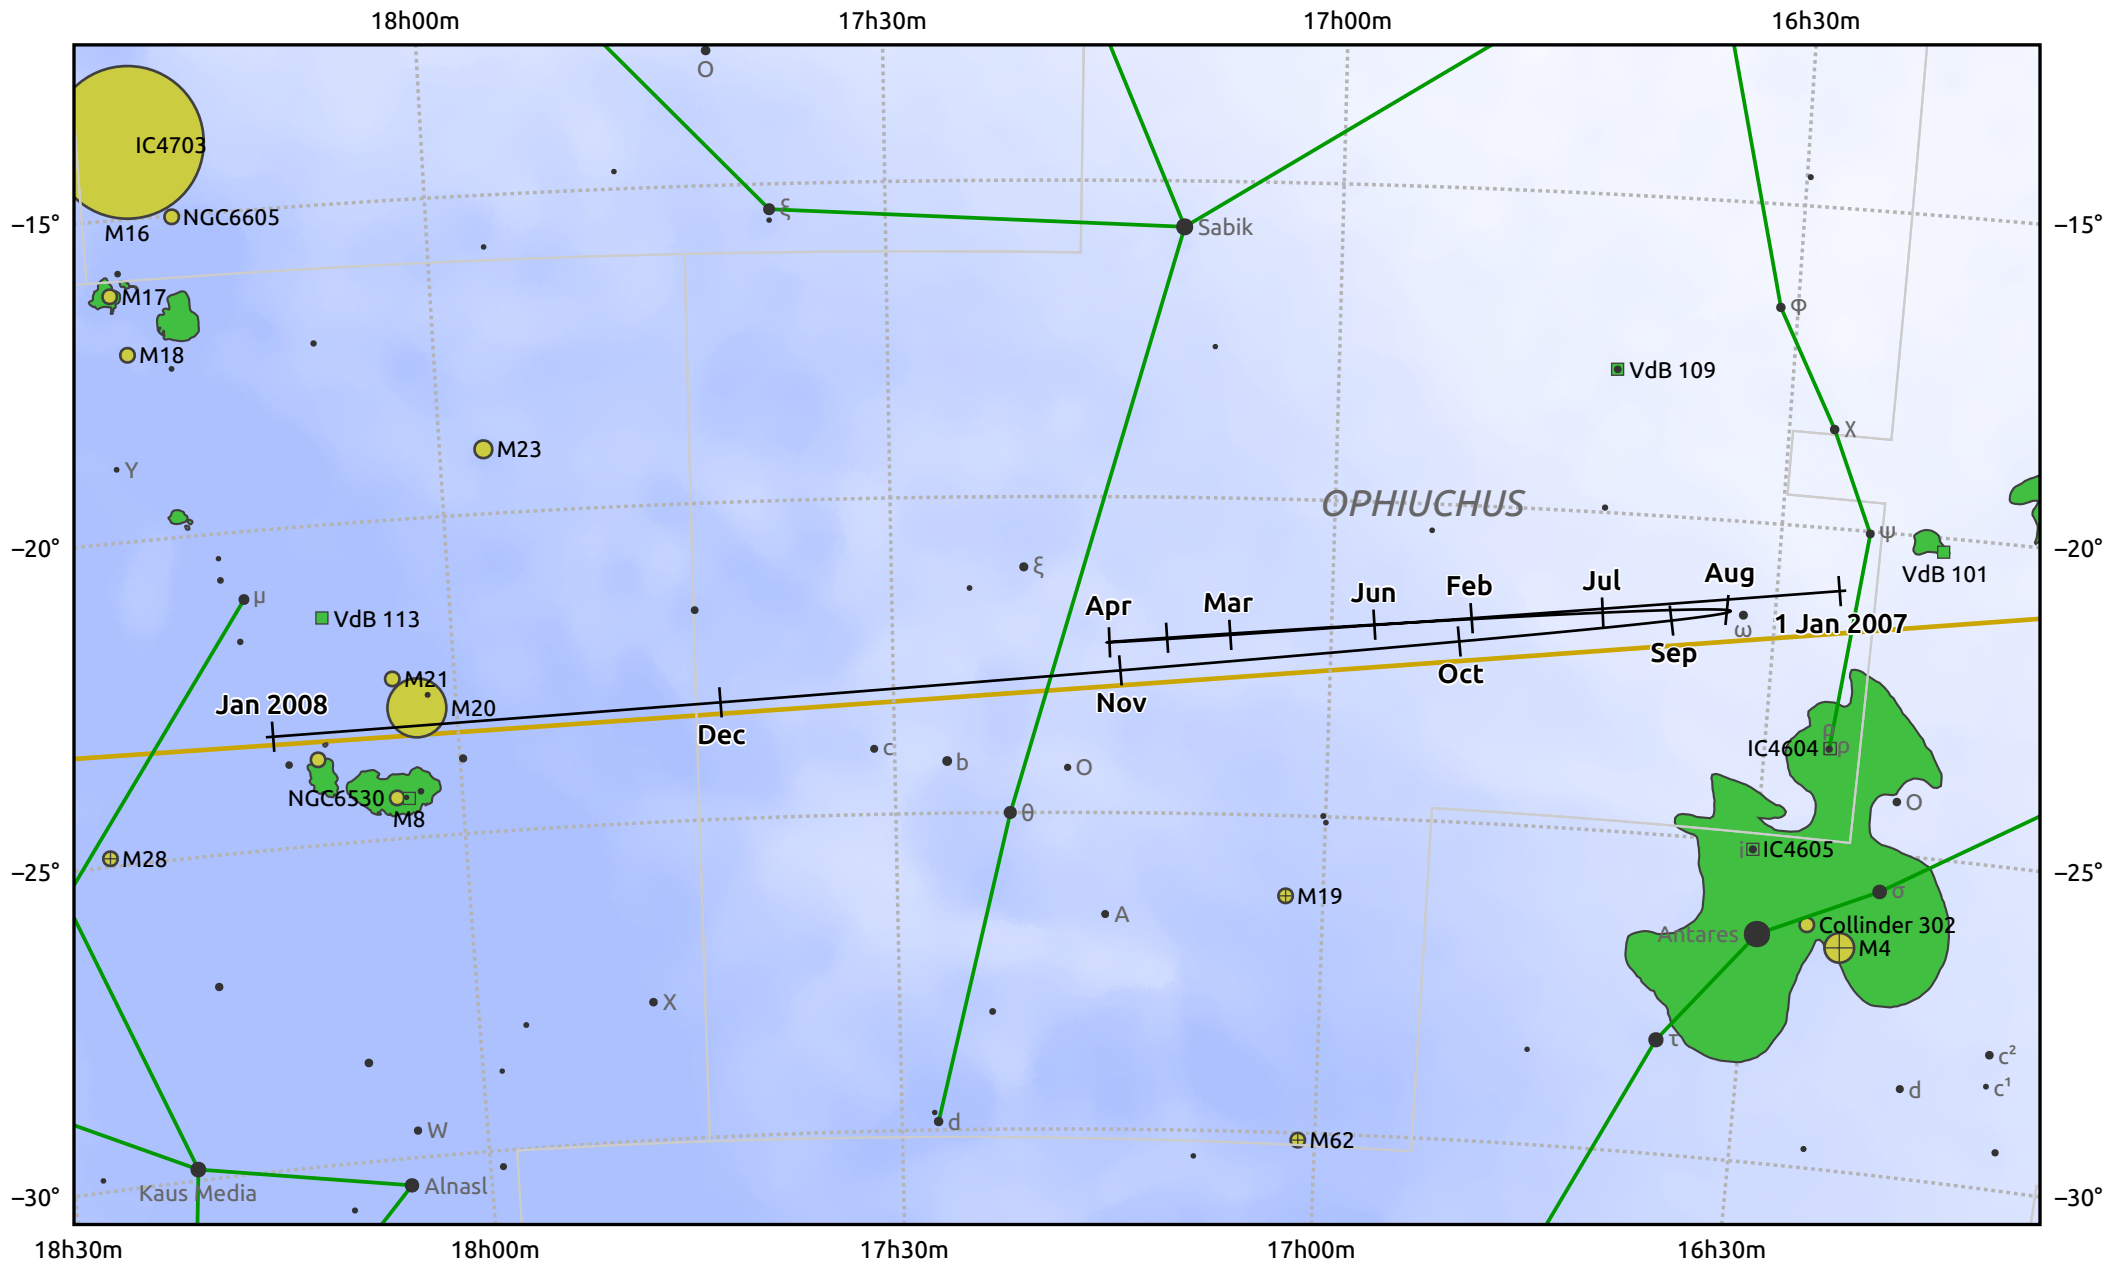 18h00m 17h30m 17h00m 16h30m
Ο
IC4703
NGC6605
M16
−15° −15°
ξ
Sabik
M17
φ
M18
VdB 109
χ
M23
Y
OPHIUCHUS
ψ
−20° −20°
ξ
VdB 101
μ
VdB 113
Apr Mar Jun Feb Jul Aug
ω
1 Jan 2007
Sep
Oct
Nov
Dec
Jan 2008
M21
M20
c
b
O
ρ
IC4604 ρ
NGC6530
M8
θ
O
M28
i IC4605
−25° −25°
σ
M19
A
Collinder 302
Antares
M4
X
τ
c²
c¹
d
d
W
M62
Kaus Media
Alnasl
−30° −30°
18h30m 18h00m 17h30m 17h00m 16h30m